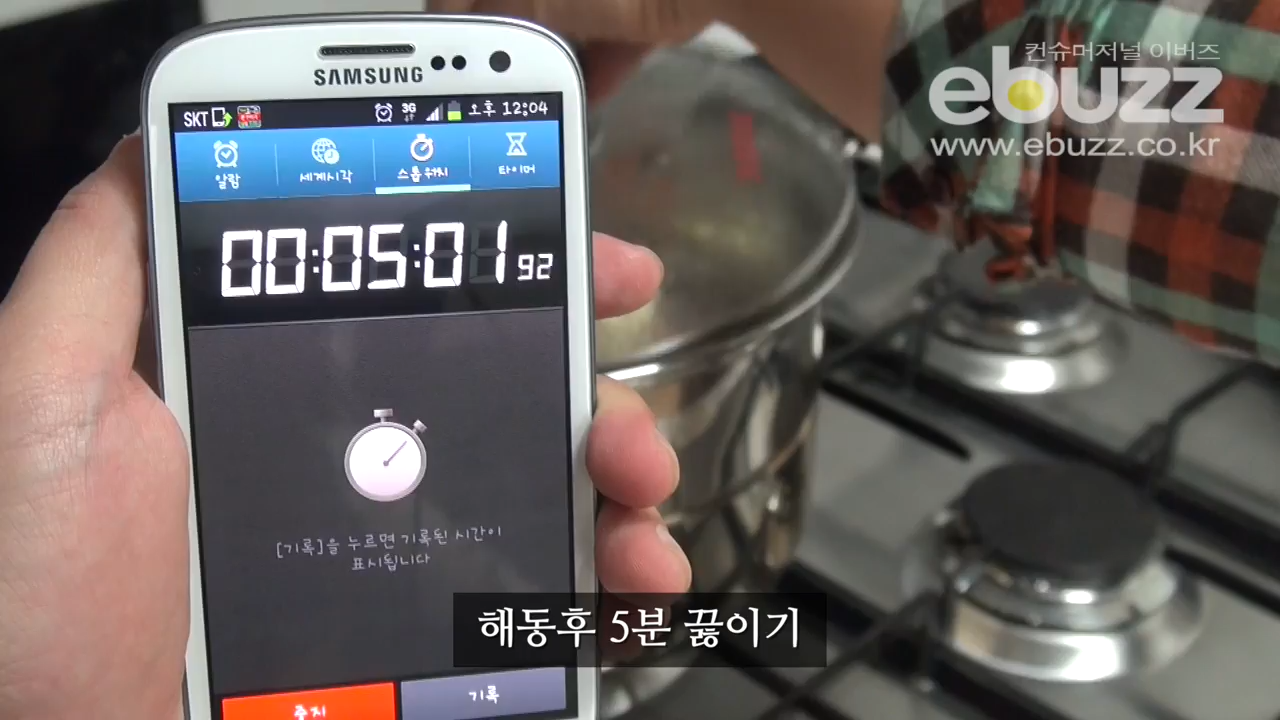 컨슈머저널 이버즈
ebuzz
www.ebuzz.co.kr
SAMSUNG
SKT 3G 오후 12:04
알람 세계시각 스톱워치 타이머
00:05:01 92
[기록]을 누르면 기록된 시간이
표시됩니다
중지 기록
해동후 5분 끓이기